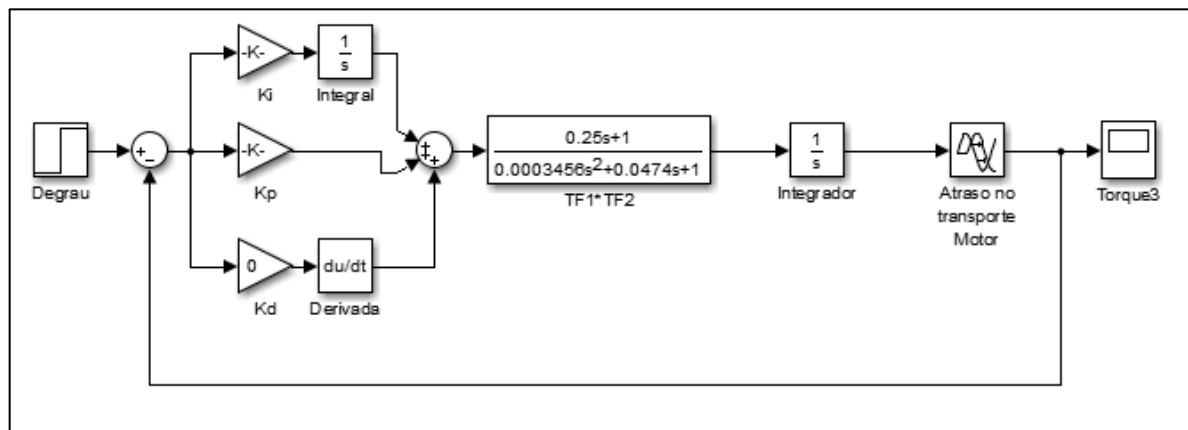 -K-
1
s
Ki
Integral
+
-
Degrau
-K-
Kp
+
+
+
0.25s+1
0.0003456s²+0.0474s+1
TF1*TF2
1
s
Integrador
Atraso no
transporte
Motor
Torque3
0
Kd
du/dt
Derivada